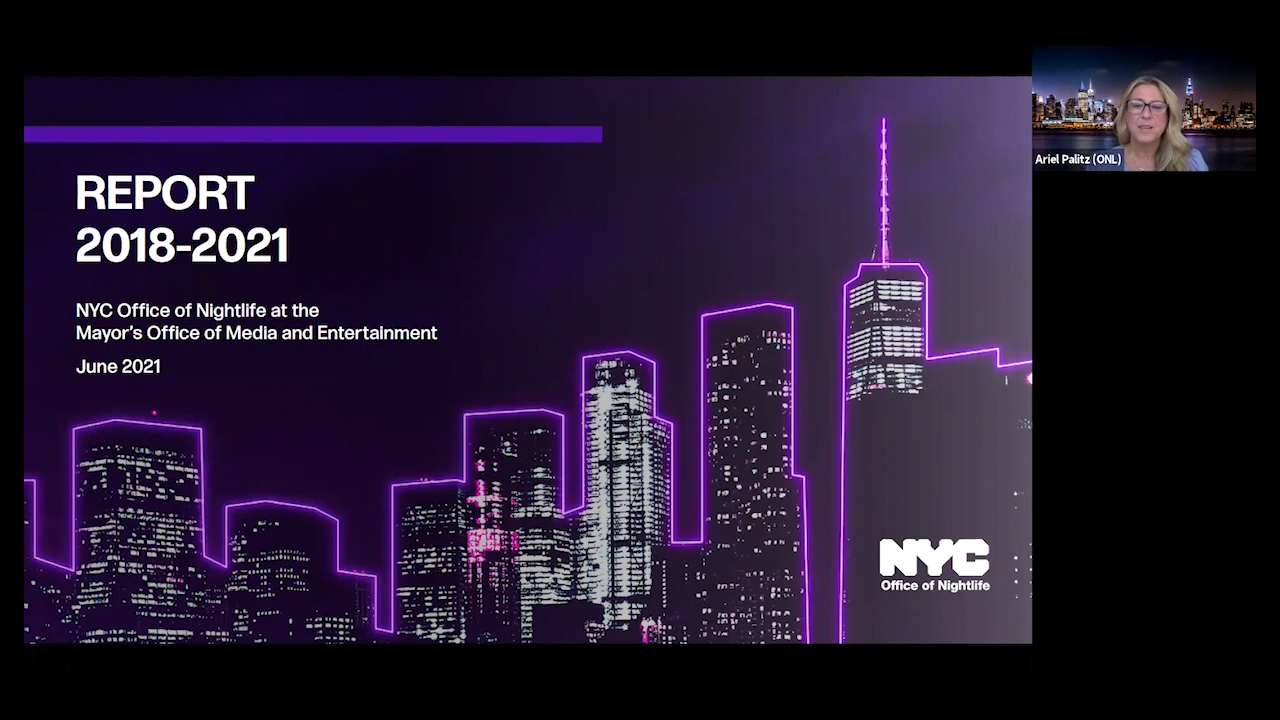 REPORT
2018-2021
NYC Office of Nightlife at the
Mayor's Office of Media and Entertainment
June 2021
NYC
Office of Nightlife
Ariel Palitz (ONL)